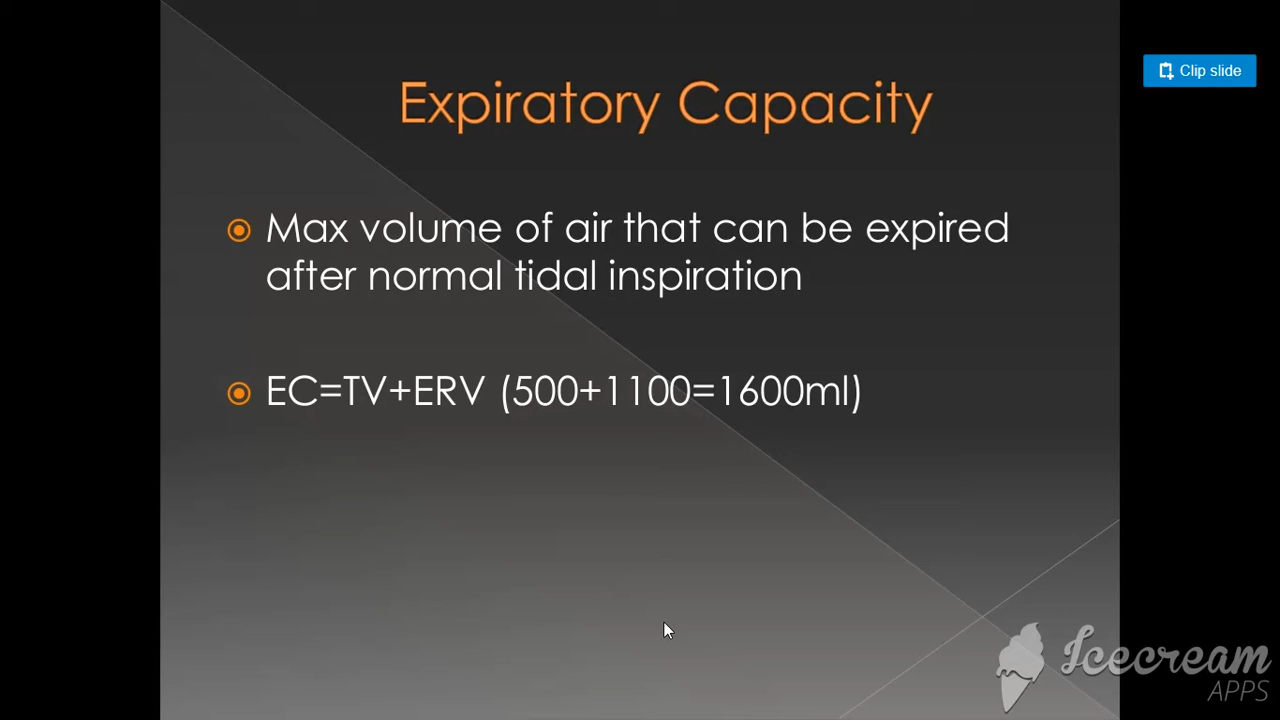 Clip slide
Expiratory Capacity
Max volume of air that can be expired
after normal tidal inspiration
EC=TV+ERV (500+1100=1600ml)
Icecream
APPS